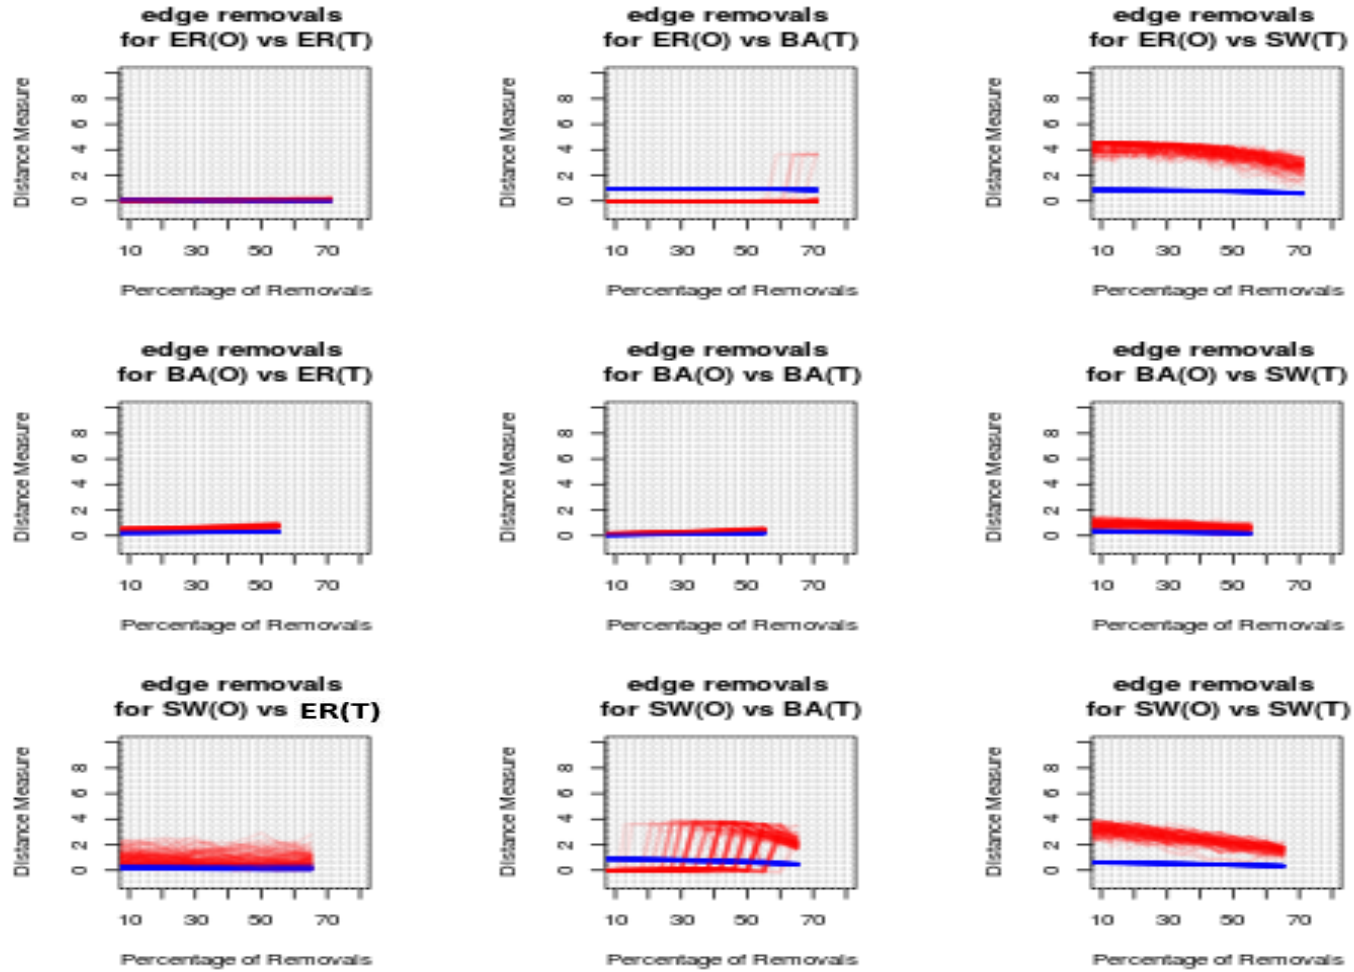 edge removals
for ER(O) vs ER(T)
Distance Measure
0 2 4 6 8
10 30 50 70
Percentage of Removals
edge removals
for ER(O) vs BA(T)
Distance Measure
0 2 4 6 8
10 30 50 70
Percentage of Removals
edge removals
for ER(O) vs SW(T)
Distance Measure
0 2 4 6 8
10 30 50 70
Percentage of Removals
edge removals
for BA(O) vs ER(T)
Distance Measure
0 2 4 6 8
10 30 50 70
Percentage of Removals
edge removals
for BA(O) vs BA(T)
Distance Measure
0 2 4 6 8
10 30 50 70
Percentage of Removals
edge removals
for BA(O) vs SW(T)
Distance Measure
0 2 4 6 8
10 30 50 70
Percentage of Removals
edge removals
for SW(O) vs ER(T)
Distance Measure
0 2 4 6 8
10 30 50 70
Percentage of Removals
edge removals
for SW(O) vs BA(T)
Distance Measure
0 2 4 6 8
10 30 50 70
Percentage of Removals
edge removals
for SW(O) vs SW(T)
Distance Measure
0 2 4 6 8
10 30 50 70
Percentage of Removals